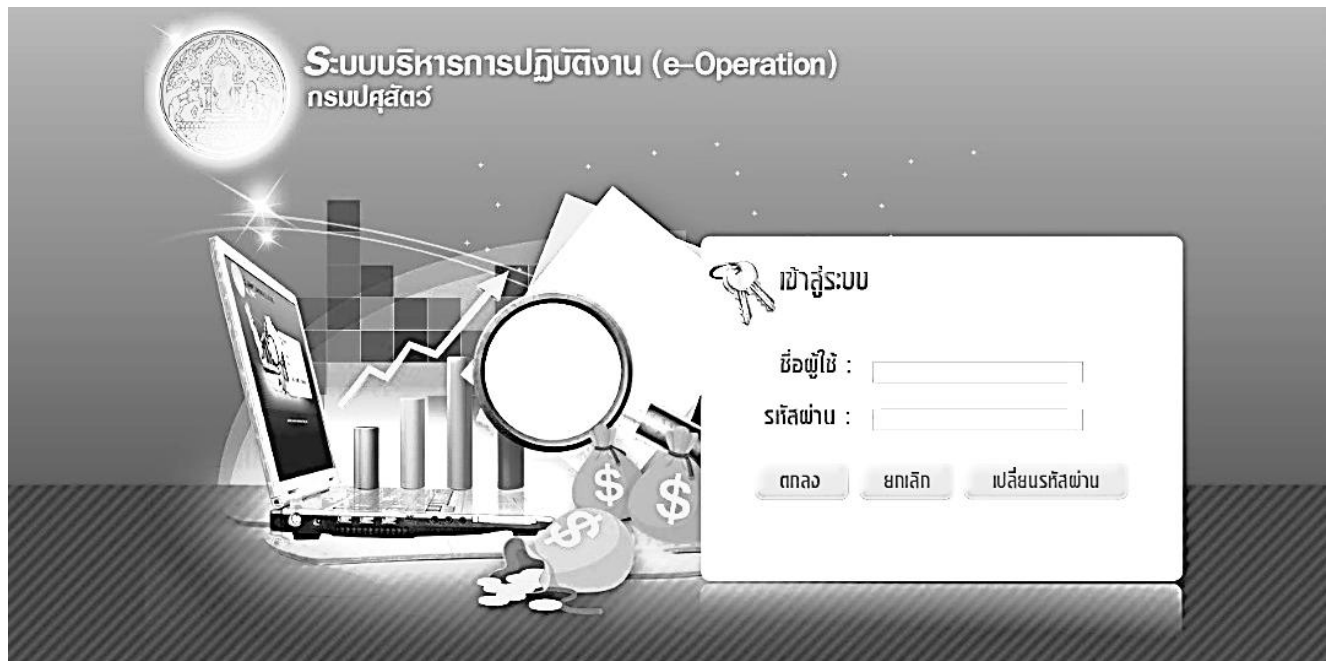 ระบบบริหารการปฏิบัติงาน (e-Operation)
กรมปศุสัตว์
เข้าสู่ระบบ
ชื่อผู้ใช้ :
รหัสผ่าน :
ตกลง ยกเลิก เปลี่ยนรหัสผ่าน
$ $
$